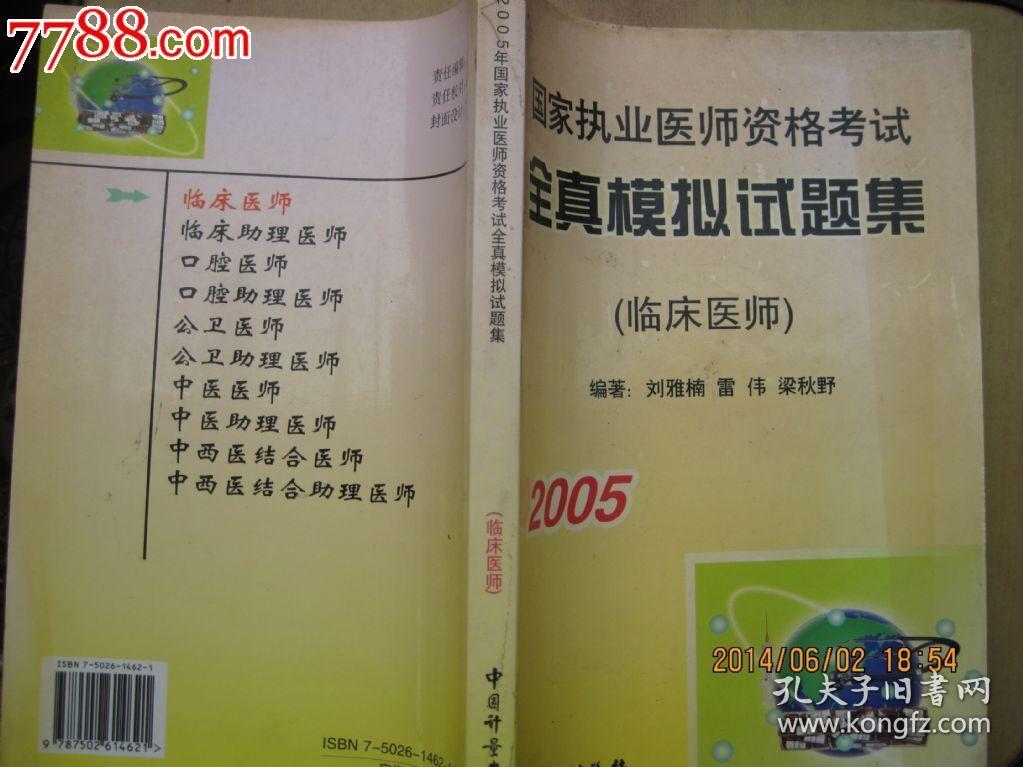 7788.com
责任编辑
责任校对
封面设计
临床医师
临床助理医师
口腔医师
口腔助理医师
公卫医师
公卫助理医师
中医医师
中医助理医师
中西医结合医师
中西医结合助理医师
ISBN 7-5026-1462-1
9 787502 614621 >
ISBN 7-5026-1462-
2005年国家执业医师资格考试全真模拟试题集
(临床医师)
中国计量
国家执业医师资格考试
全真模拟试题集
(临床医师)
编著: 刘雅楠 雷 伟 梁秋野
2005
2014/06/02 18:54
孔夫子旧书网
www.kongfz.com